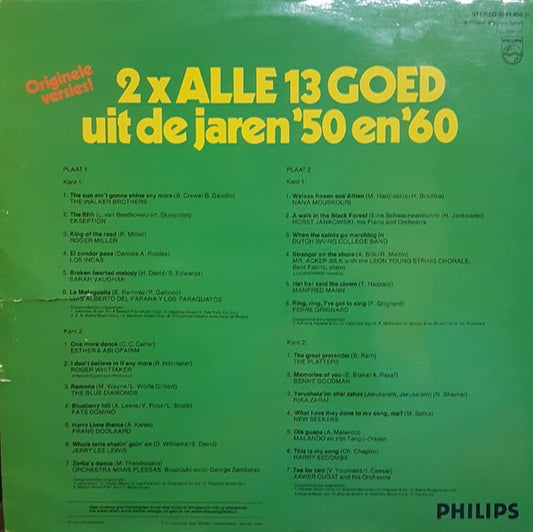 Originele
versies!
2 x ALLE 13 GOED
uit de jaren '50 en '60
PHILIPS
PLAAT 1
Kant 1:
1. The sun ain't gonna shine any more (B. Crewe/B. Gaudio)
THE WALKER BROTHERS
2. The fifth (L. van Beethoven/arr. Ekseption)
EKSEPTION
3. King of the road (R. Miller)
ROGER MILLER
4. El condor pasa (Daniels A. Robles)
LOS INCAS
5. Broken hearted melody (H. David/S. Edwards)
SARAH VAUGHAN
6. La Malagueña (E. Ramirez/P. Galindo)
LUIS ALBERTO DEL PARANA Y LOS PARAGUAYOS
Kant 2:
1. One more dance (C.C. Carter)
ESTHER & ABI OFARIM
2. I don't believe in if any more (R. Whittaker)
ROGER WHITTAKER
3. Ramona (M. Wayne/L. Wolfe Gilbert)
THE BLUE DIAMONDS
4. Blueberry hill (A. Lewis/V. Rose/L. Stock)
FATS DOMINO
5. Harry Lime theme (A. Karas)
FRANS DOOLAARD
6. Whole lotta shakin' goin' on (D. Williams/S. David)
JERRY LEE LEWIS
7. Zorba's dance (M. Theodorakis)
ORCHESTRA MIKE PLESSAS, Bouzouki-solo: George Zambetas
PLAAT 2
Kant 1:
1. Weisse Rosen aus Athen (M. Hadjidakis/H. Bradtke)
NANA MOUSKOURI
2. A walk in the Black Forest (Eine Schwarzwaldfahrt) (H. Jankowski)
HORST JANKOWSKI, his Piano and Orchestra
3. When the saints go marching in
DUTCH SWING COLLEGE BAND
4. Stranger on the shore (A. Bilk/R. Mellin)
MR. ACKER BILK with the LEON YOUNG STRING CHORALE;
Bent Fabric, piano
5. Ha! ha! said the clown (T. Hazzard)
MANFRED MANN
6. Ring, ring, I've got to sing (F. Grignard)
FERRE GRIGNARD
Kant 2:
1. The great pretender (B. Ram)
THE PLATTERS
2. Memories of you (E. Blake/A. Razaf)
BENNY GOODMAN
3. Yerushala'im shel zahav (Jerusalem, Jerusalem) (N. Shemer)
RIKA ZARAÏ
4. What have they done to my song, ma? (M. Safka)
NEW SEEKERS
5. Ole guapa (A. Malando)
MALANDO en zijn Tango-Orkest
6. This is my song (C. Chaplin)
HARRY SECOMBE
7. Tea for two (V. Youmans/I. Caesar)
XAVIER CUGAT and his Orchestra
PHILIPS